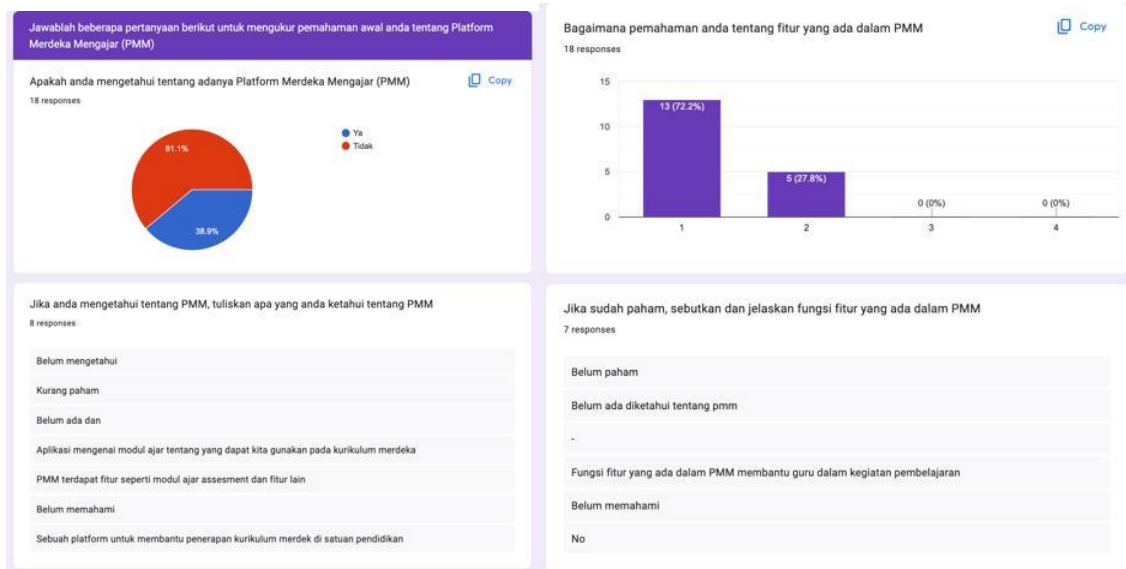 Jawablah beberapa pertanyaan berikut untuk mengukur pemahaman awal anda tentang Platform
Merdeka Mengajar (PMM)
Apakah anda mengetahui tentang adanya Platform Merdeka Mengajar (PMM)
Copy
18 responses
Ya
Tidak
61.1%
38.9%
Jika anda mengetahui tentang PMM, tuliskan apa yang anda ketahui tentang PMM
8 responses
Belum mengetahui
Kurang paham
Belum ada dan
Aplikasi mengenai modul ajar tentang yang dapat kita gunakan pada kurikulum merdeka
PMM terdapat fitur seperti modul ajar assesment dan fitur lain
Belum memahami
Sebuah platform untuk membantu penerapan kurikulum merdek di satuan pendidikan
Bagaimana pemahaman anda tentang fitur yang ada dalam PMM
Copy
18 responses
15
10
5
0
13 (72.2%)
5 (27.8%)
0 (0%)
0 (0%)
1
2
3
4
Jika sudah paham, sebutkan dan jelaskan fungsi fitur yang ada dalam PMM
7 responses
Belum paham
Belum ada diketahui tentang pmm
-
Fungsi fitur yang ada dalam PMM membantu guru dalam kegiatan pembelajaran
Belum memahami
No